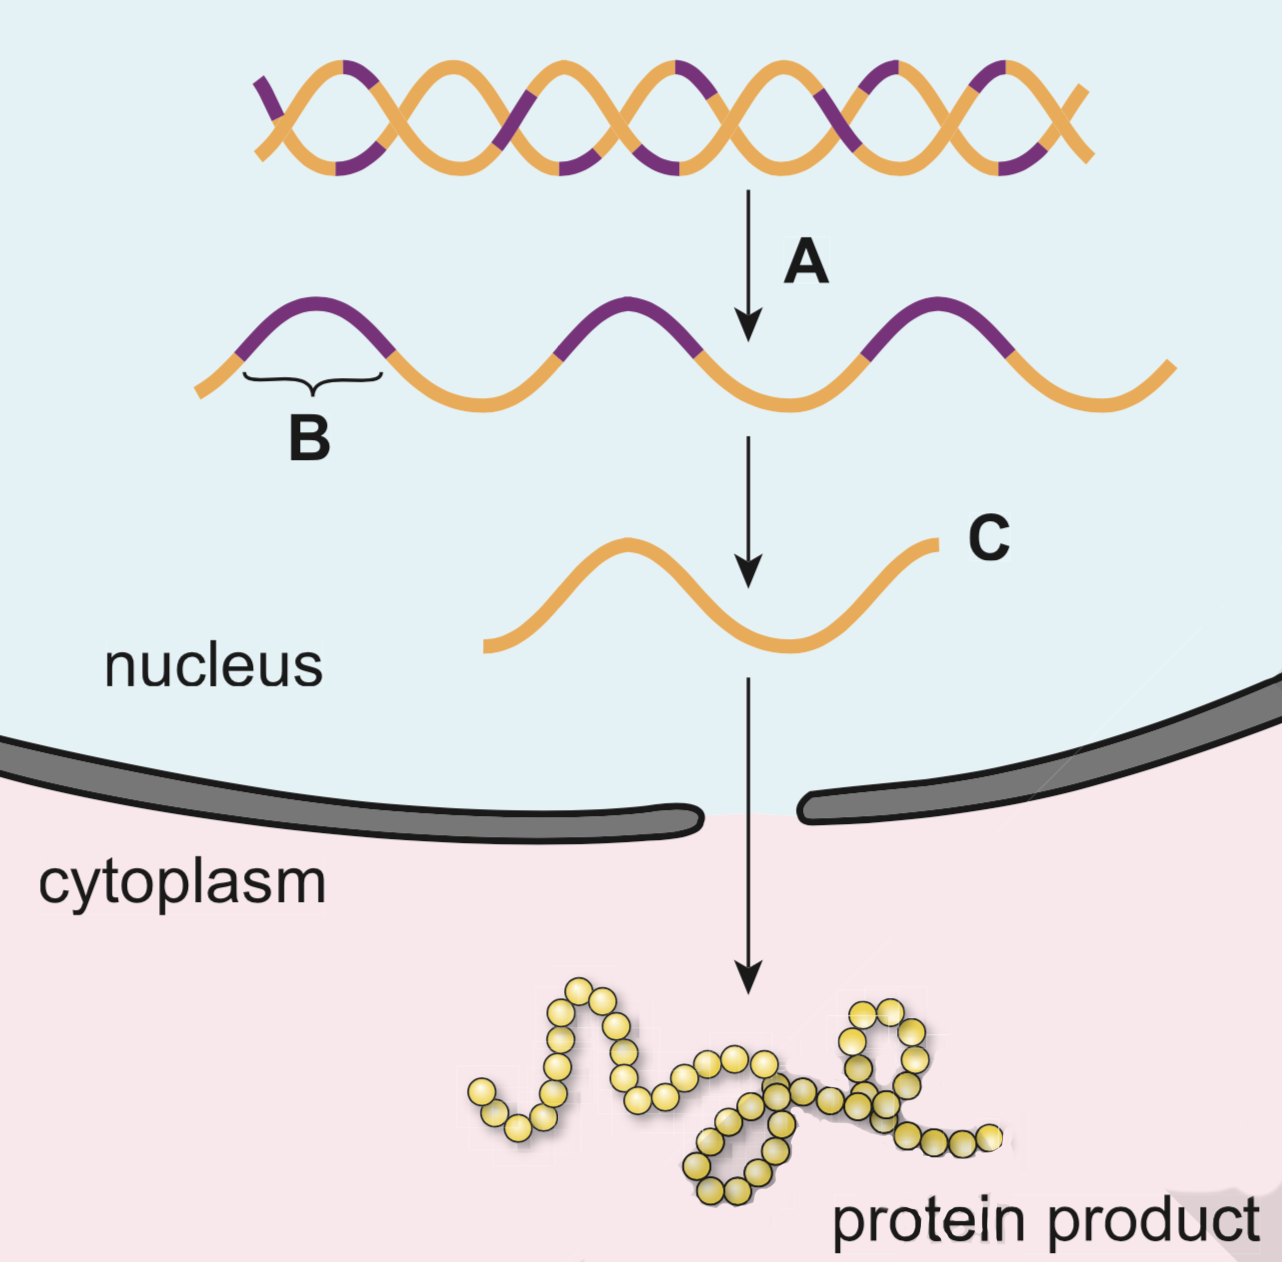 A
B
C
nucleus
cytoplasm
protein product